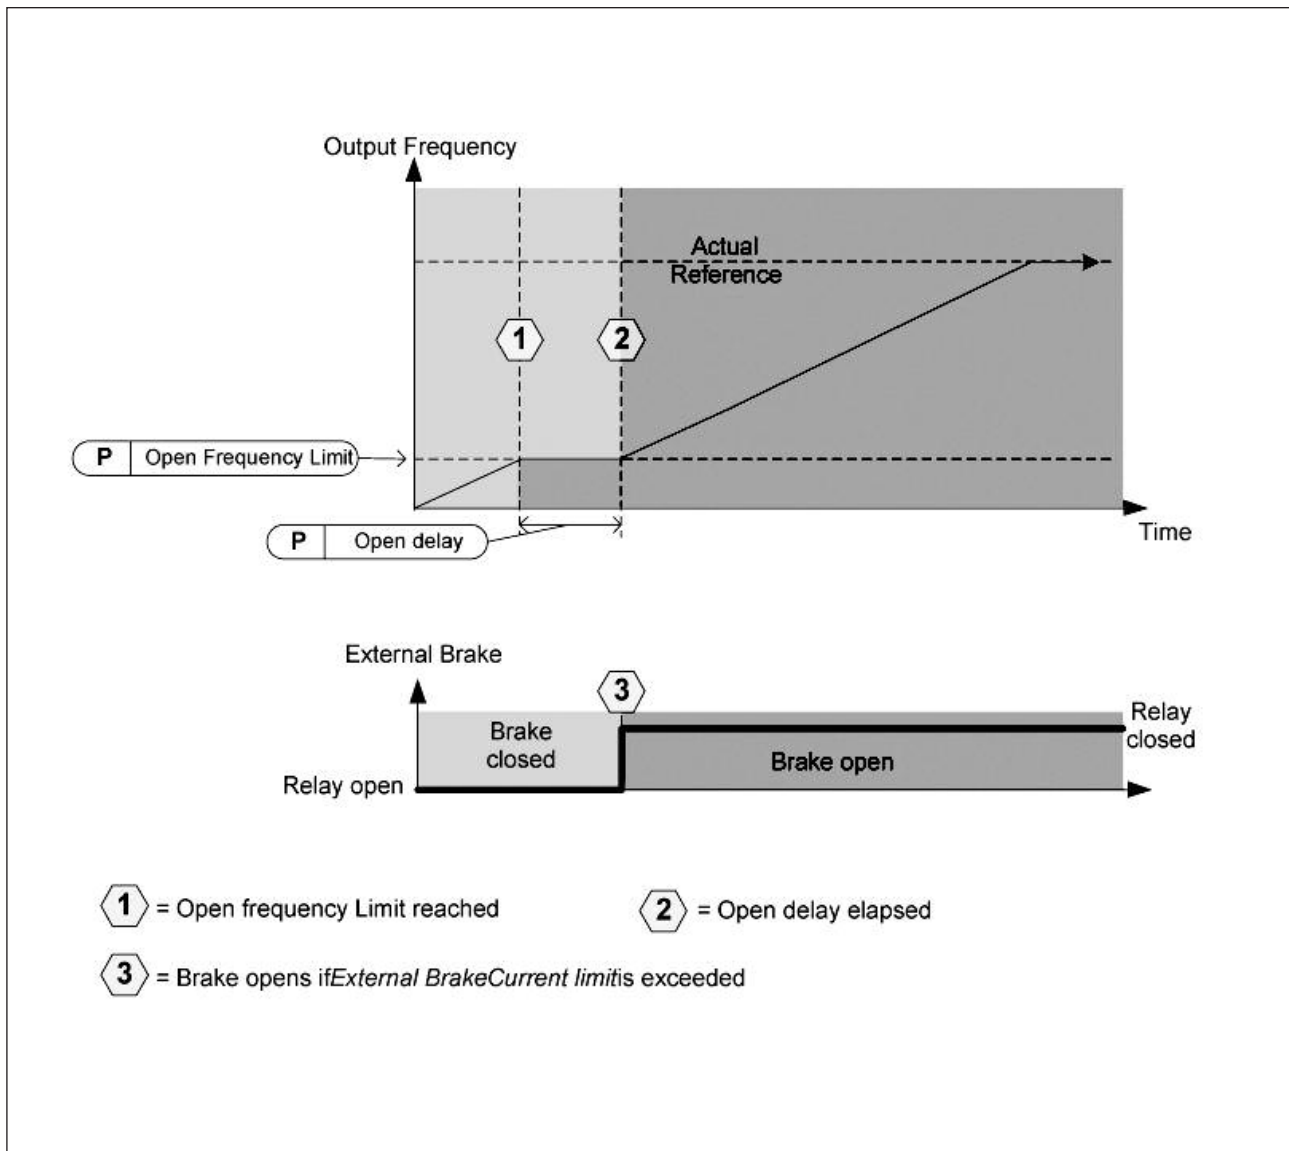 Output Frequency
Actual
Reference
1
2
P Open Frequency Limit
P Open delay
Time
External Brake
3
Brake
closed
Relay
closed
Brake open
Relay open
1 = Open frequency Limit reached
2 = Open delay elapsed
3 = Brake opens ifExternal BrakeCurrent limitis exceeded